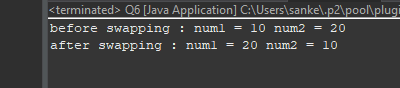 <terminated> Q6 [Java Application] C:\Users\sanke\.p2\pool\plugi
before swapping : num1 = 10 num2 = 20
after swapping : num1 = 20 num2 = 10